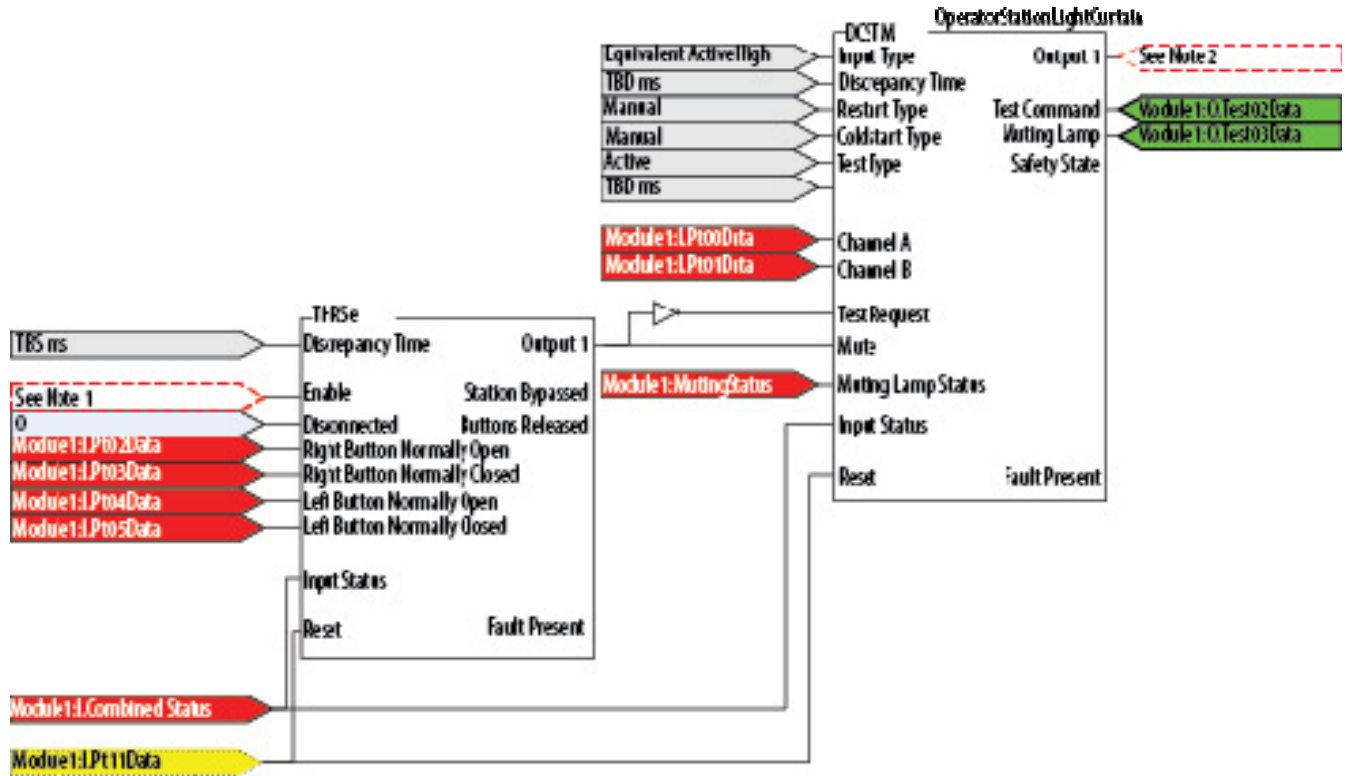 OperatorStationLightCurtain
DCSTM
Equivalent Active High
Input Type
Output 1
See Note 2
TBD ms
Discrepancy Time
Manual
Restart Type
Test Command
Module1:O.Test02Data
Manual
Coldstart Type
Muting Lamp
Module1:O.Test03Data
Active
Test Type
Safety State
TBD ms
Module1:I.Pt00Data
Channel A
Module1:I.Pt01Data
Channel B
THRSe
Test Request
TBS ms
Discrepancy Time
Output 1
Mute
See Note 1
Enable
Station Bypassed
Module1:MutingStatus
Muting Lamp Status
0
Disconnected
Buttons Released
Input Status
Module1:I.Pt02Data
Right Button Normally Open
Module1:I.Pt03Data
Right Button Normally Closed
Reset
Fault Present
Module1:I.Pt04Data
Left Button Normally Open
Module1:I.Pt05Data
Left Button Normally Closed
Input Status
Reset
Fault Present
Module1:I.Combined Status
Module1:I.Pt11Data